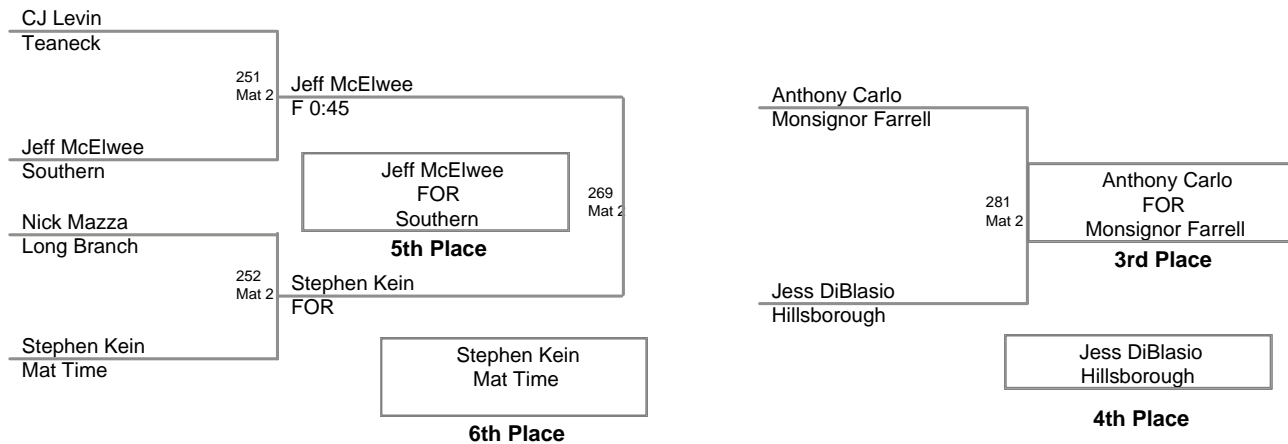 CJ Levin
Teaneck
251
Mat 2
Jeff McElwee
F 0:45
Jeff McElwee
Southern
Jeff McElwee
FOR
Southern
5th Place
269
Mat 2
Nick Mazza
Long Branch
252
Mat 2
Stephen Kein
FOR
Stephen Kein
Mat Time
Stephen Kein
Mat Time
6th Place
Anthony Carlo
Monsignor Farrell
281
Mat 2
Anthony Carlo
FOR
Monsignor Farrell
3rd Place
Jess DiBlasio
Hillsborough
Jess DiBlasio
Hillsborough
4th Place